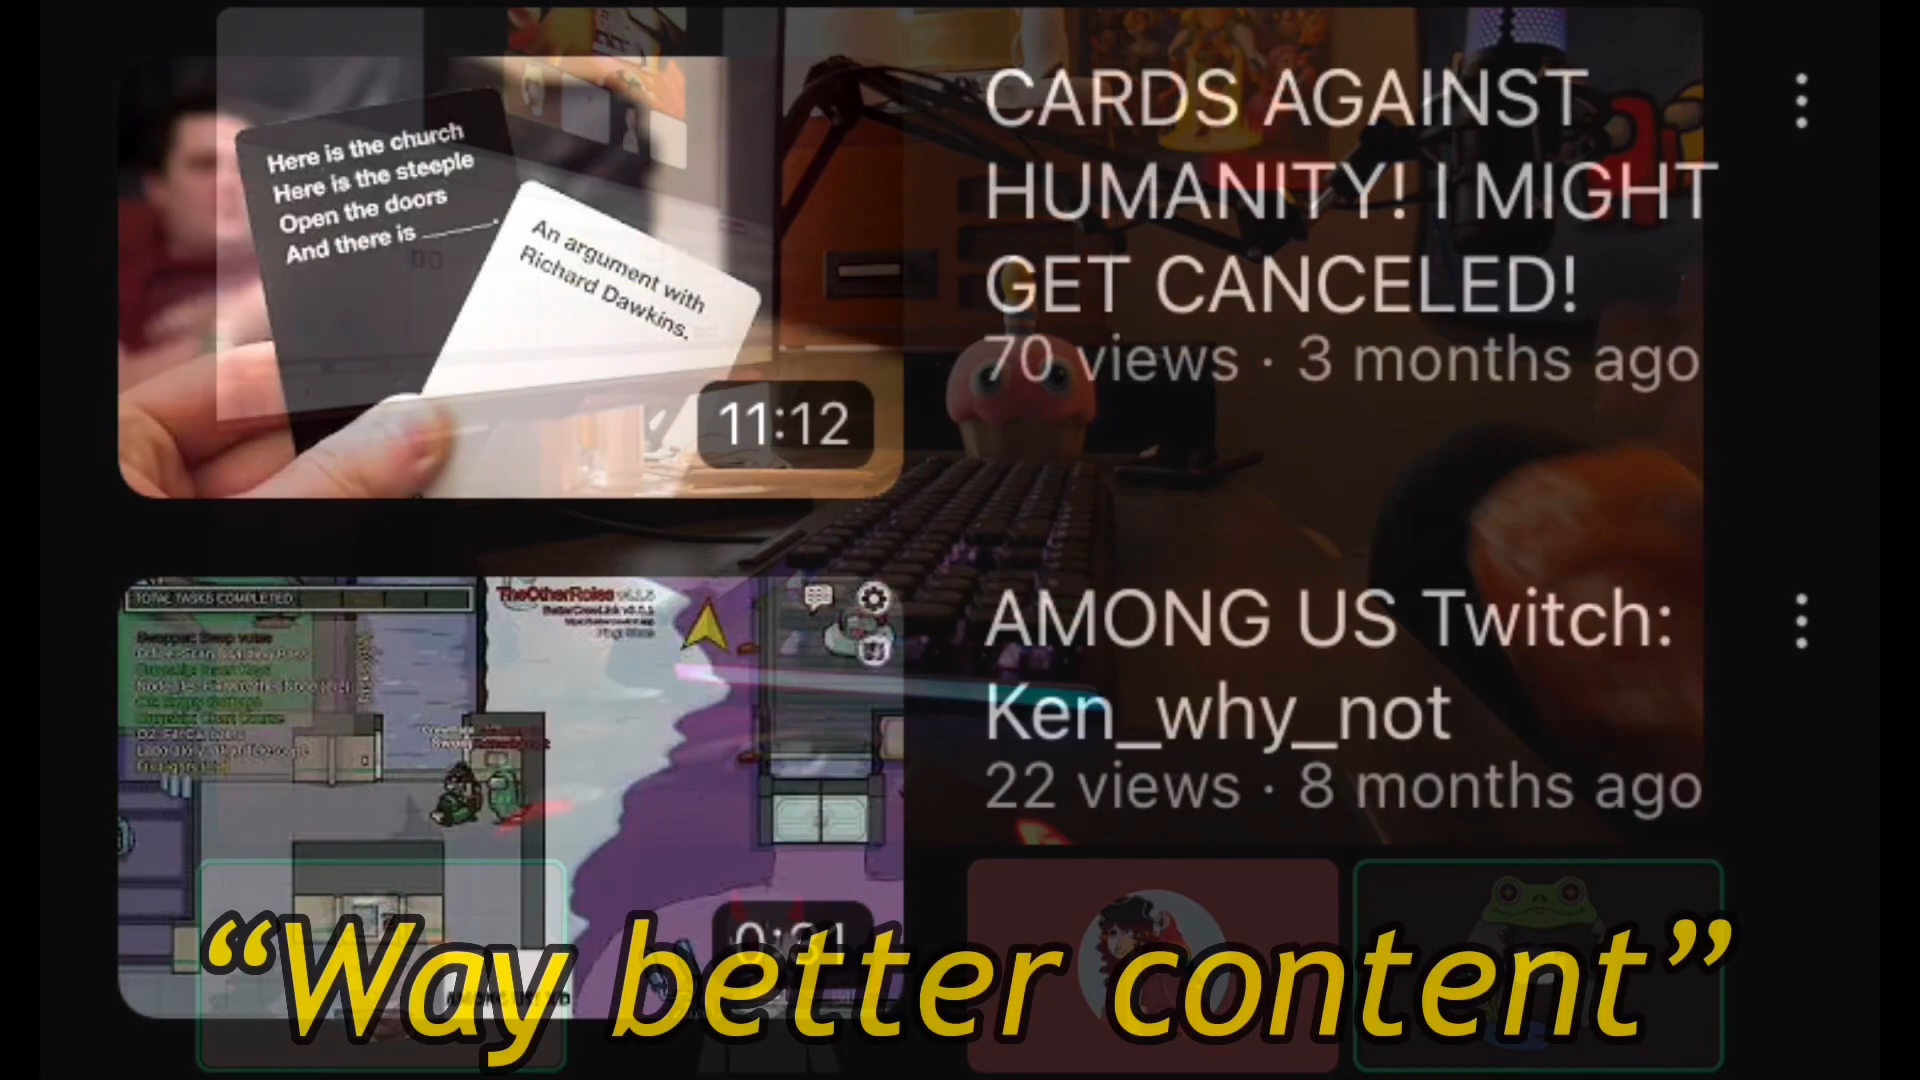 Here is the church
Here is the steeple
Open the doors
And there is ______.
An argument with
Richard Dawkins.
11:12
CARDS AGAINST
HUMANITY! I MIGHT
GET CANCELED!
70 views · 3 months ago
TOTAL TASKS COMPLETED
TheOtherRoles
AMONG US Twitch:
Ken_why_not
22 views · 8 months ago
“Way better content”